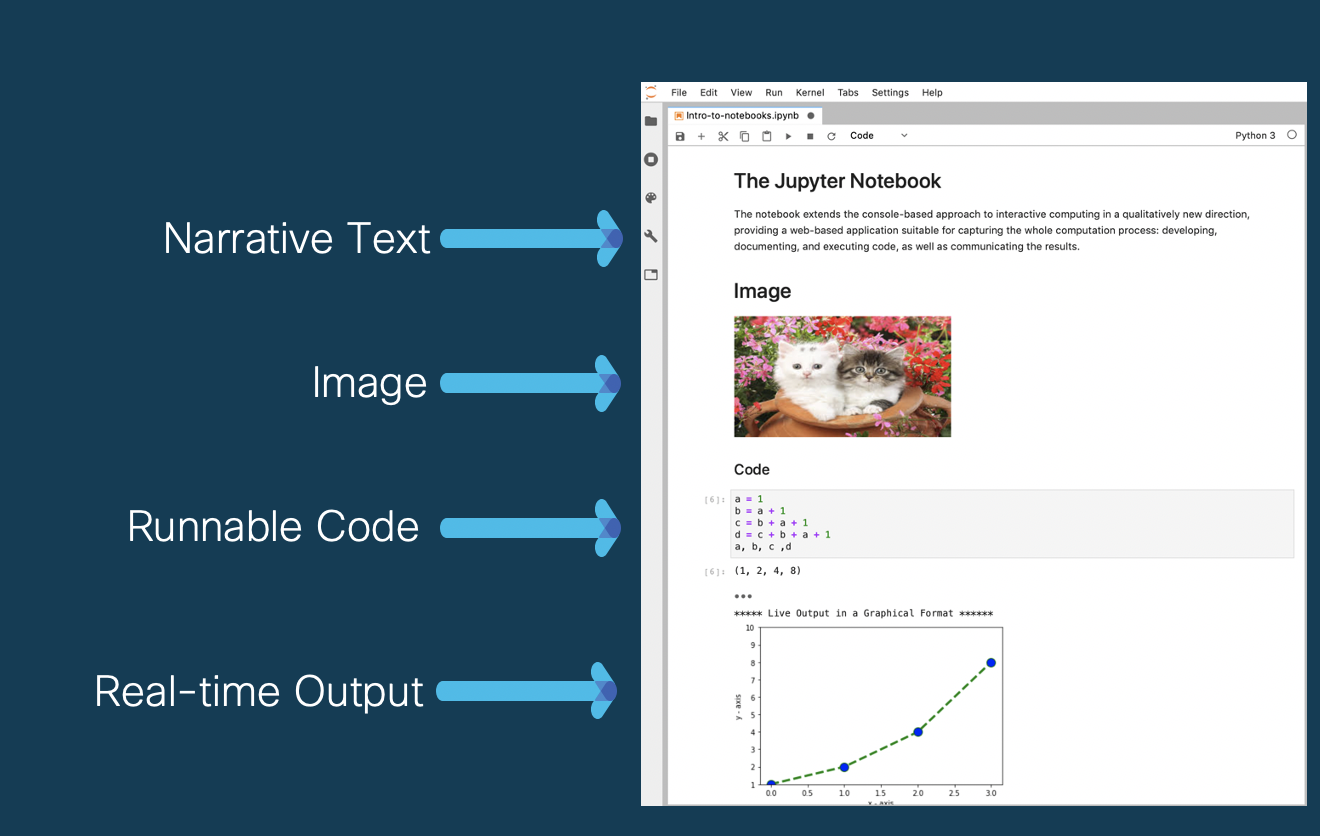 File Edit View Run Kernel Tabs Settings Help
Intro-to-notebooks.ipynb
Code
Python 3
The Jupyter Notebook
The notebook extends the console-based approach to interactive computing in a qualitatively new direction,
providing a web-based application suitable for capturing the whole computation process: developing,
documenting, and executing code, as well as communicating the results.
Narrative Text
Image
Image
Code
[6]:
a = 1
b = a + 1
c = b + a + 1
d = c + b + a + 1
a, b, c ,d
Runnable Code
[6]: (1, 2, 4, 8)
***** Live Output in a Graphical Format ******
Real-time Output
10
9
8
7
6
5
4
3
2
1
y - axis
0.0 0.5 1.0 1.5 2.0 2.5 3.0
x - axis